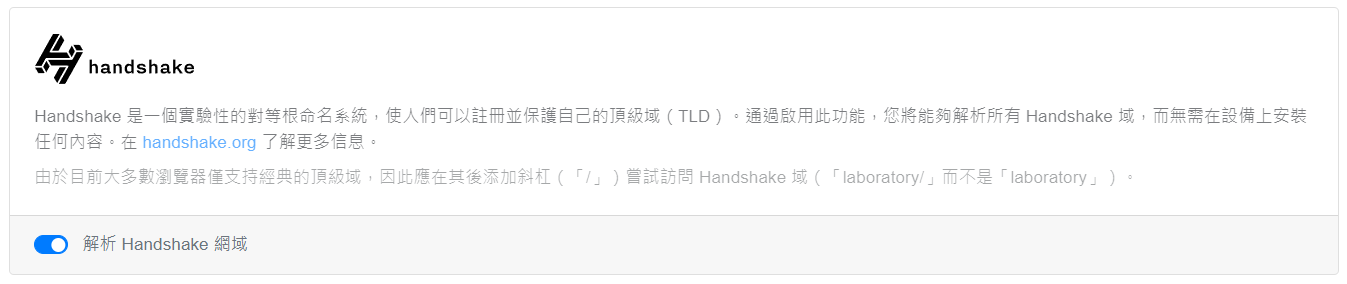 handshake
Handshake 是一個實驗性的對等根命名系統，使人們可以註冊並保護自己的頂級域（TLD）。通過啟用此功能，您將能夠解析所有 Handshake 域，而無需在設備上安裝
任何內容。在 handshake.org 了解更多信息。
由於目前大多數瀏覽器僅支持經典的頂級域，因此應在其後添加斜杠（「/」）嘗試訪問 Handshake 域（「laboratory/」而不是「laboratory」）。
解析 Handshake 網域